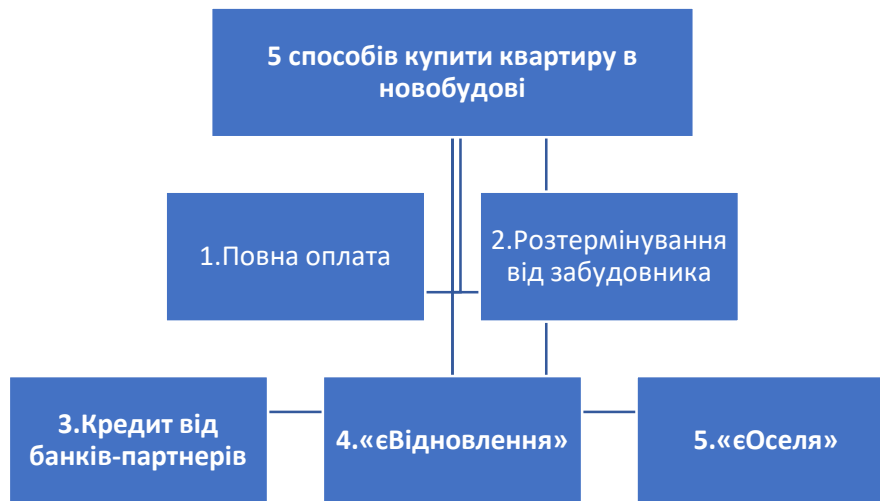 5 способів купити квартиру в
новобудові
1.Повна оплата
2.Розтермінування
від забудовника
3.Кредит від
банків-партнерів
4.«єВідновлення»
5.«єОселя»